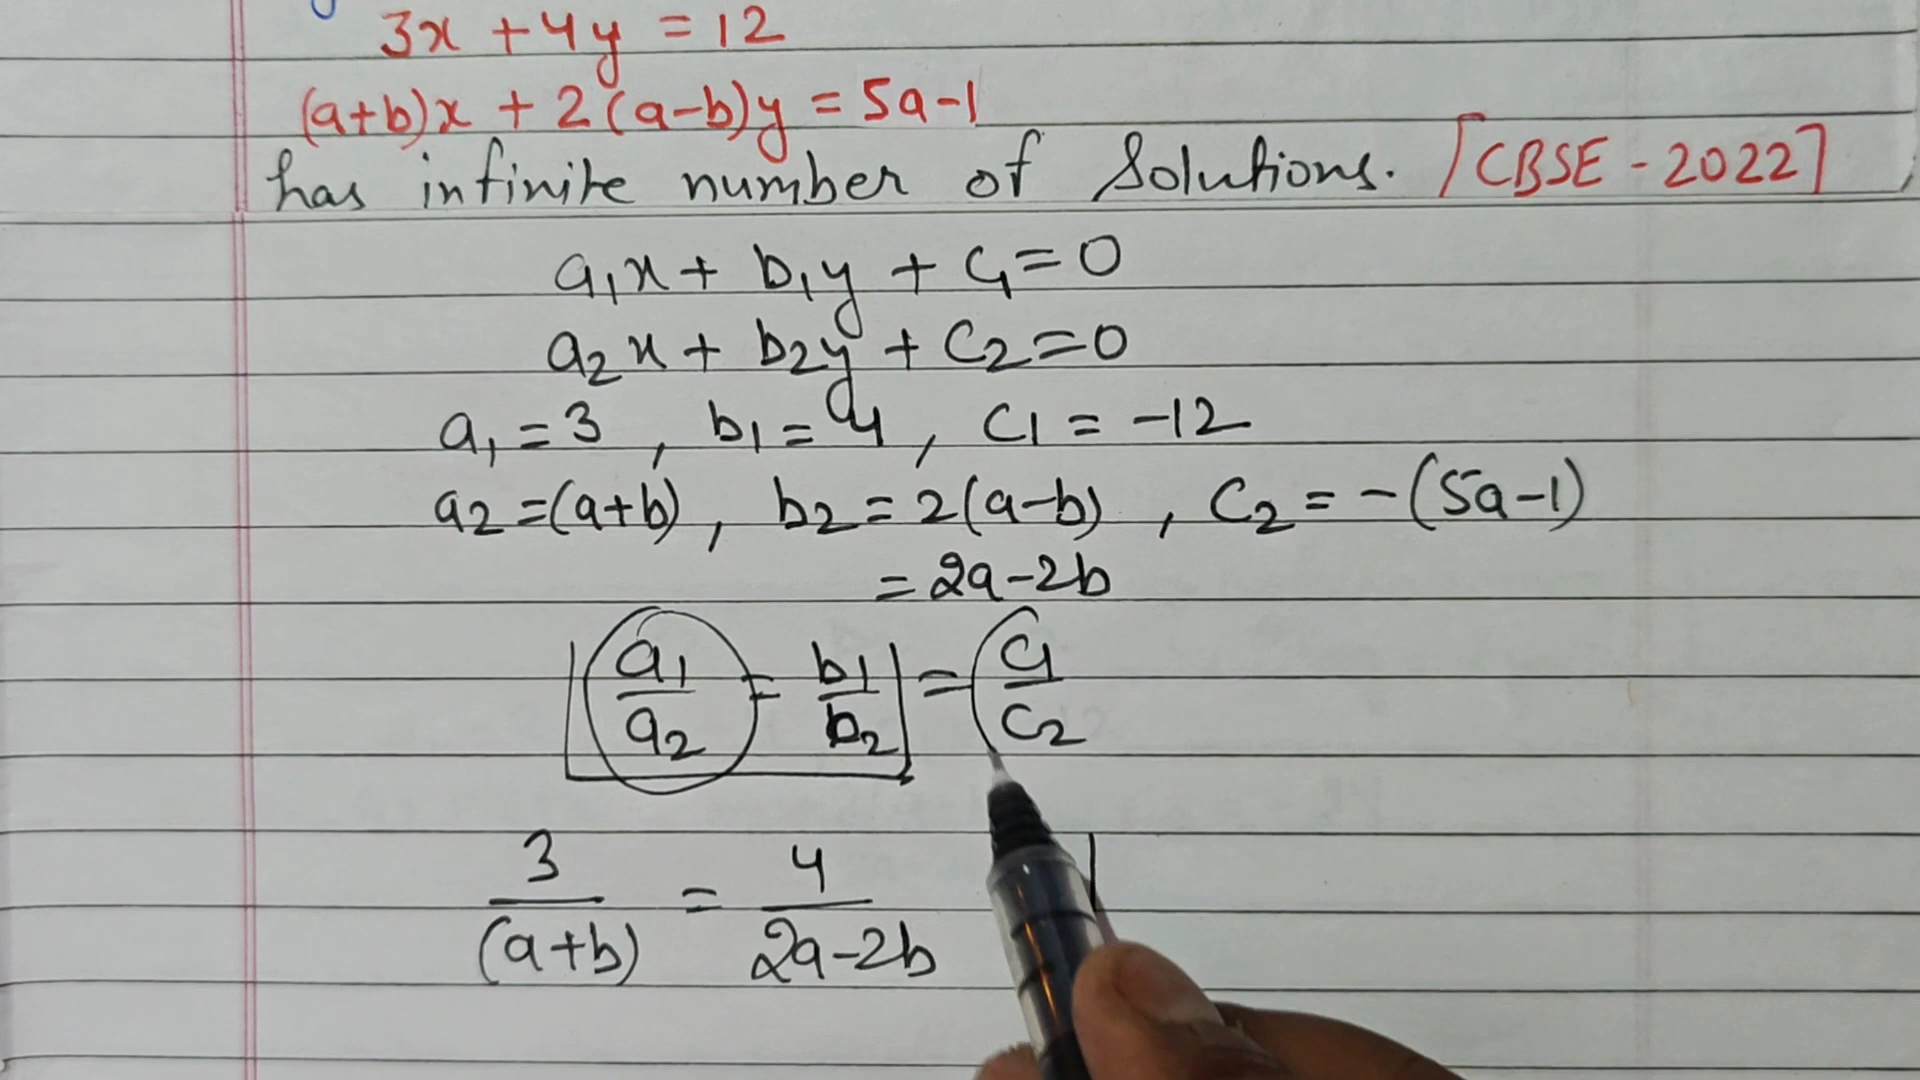 3x + 4y = 12
(a+b)x + 2(a-b)y = 5a-1
has infinite number of Solutions. [CBSE - 2022]
a₁x + b₁y + c₁ = 0
a₂x + b₂y + c₂ = 0
a₁ = 3 , b₁ = 4 , c₁ = -12
a₂ = (a+b) , b₂ = 2(a-b) , c₂ = -(5a-1)
= 2a-2b
a₁/a₂ = b₁/b₂ = c₁/c₂
3/(a+b) = 4/2a-2b